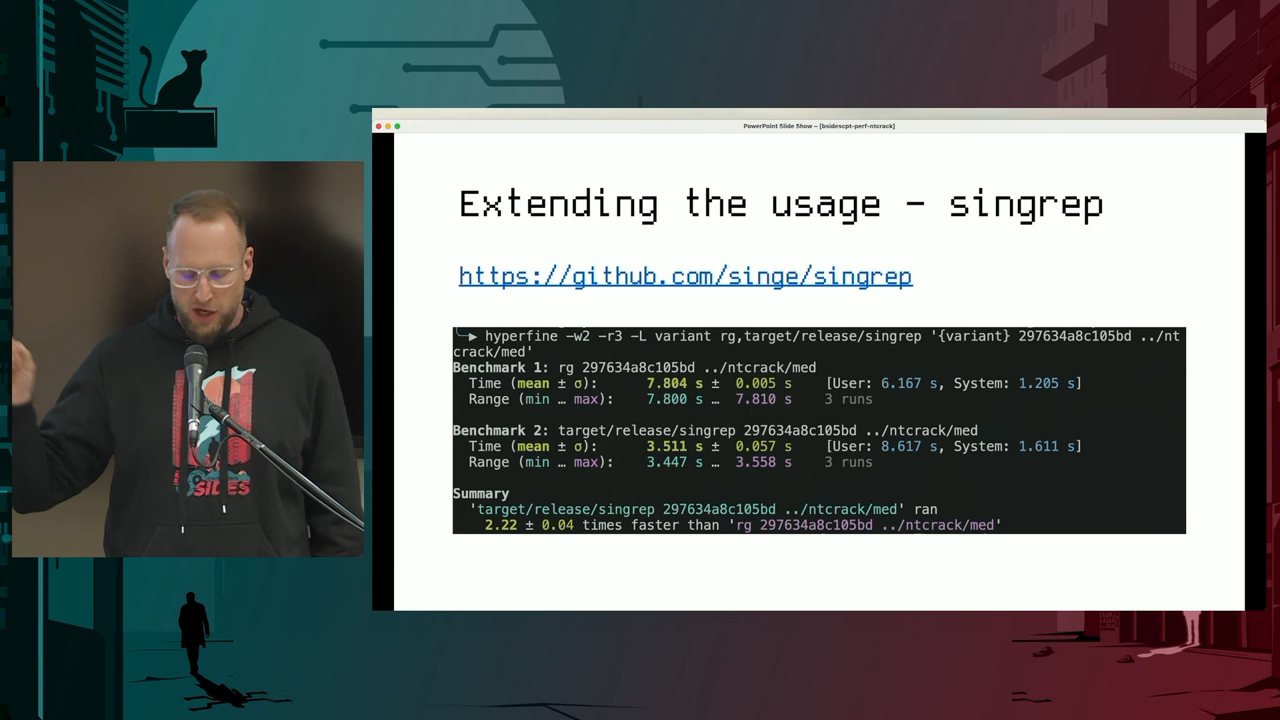 PowerPoint Slide Show – [bsidescpt-perf-ntcrack]
Extending the usage – singrep
https://github.com/singe/singrep
hyperfine -w2 -r3 -L variant rg,target/release/singrep '{variant} 297634a8c105bd ../nt
crack/med'
Benchmark 1: rg 297634a8c105bd ../ntcrack/med
Time (mean ± σ): 7.804 s ± 0.005 s [User: 6.167 s, System: 1.205 s]
Range (min … max): 7.800 s … 7.810 s 3 runs
Benchmark 2: target/release/singrep 297634a8c105bd ../ntcrack/med
Time (mean ± σ): 3.511 s ± 0.057 s [User: 8.617 s, System: 1.611 s]
Range (min … max): 3.447 s … 3.558 s 3 runs
Summary
'target/release/singrep 297634a8c105bd ../ntcrack/med' ran
2.22 ± 0.04 times faster than 'rg 297634a8c105bd ../ntcrack/med'
SIDES